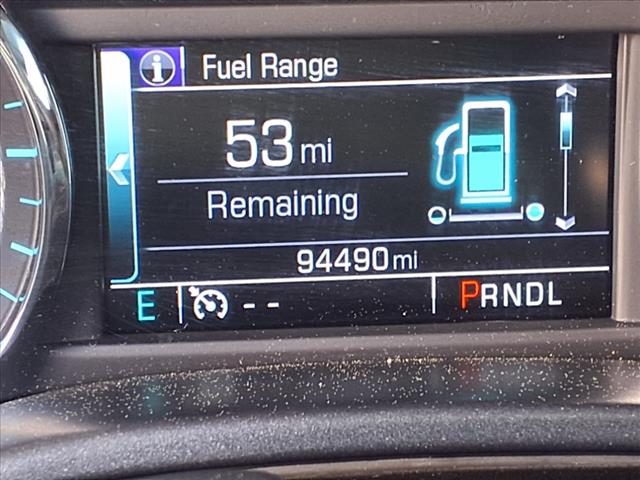 i Fuel Range
53 mi
Remaining
94490 mi
E -- PRNDL